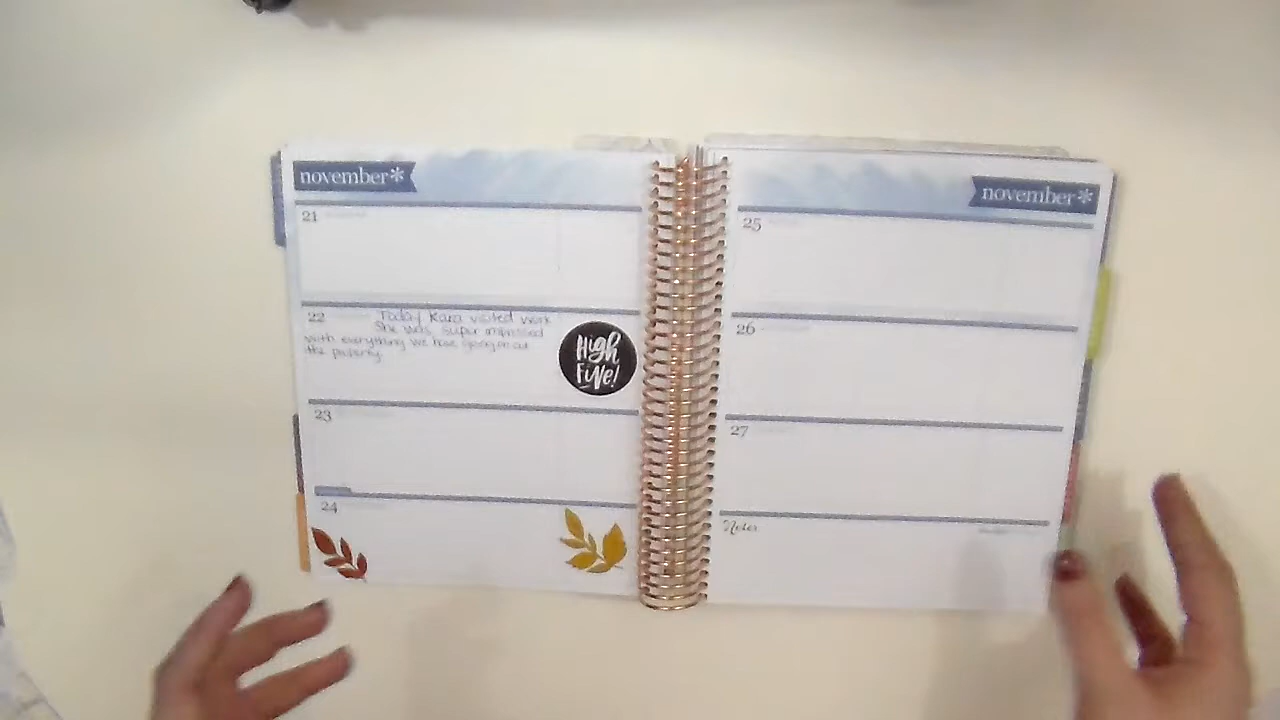 november*
21
22
Today Kara visited work
She was super impressed
with everything we have going on at
the
High
Five!
23
24
november*
25
26
27
Notes